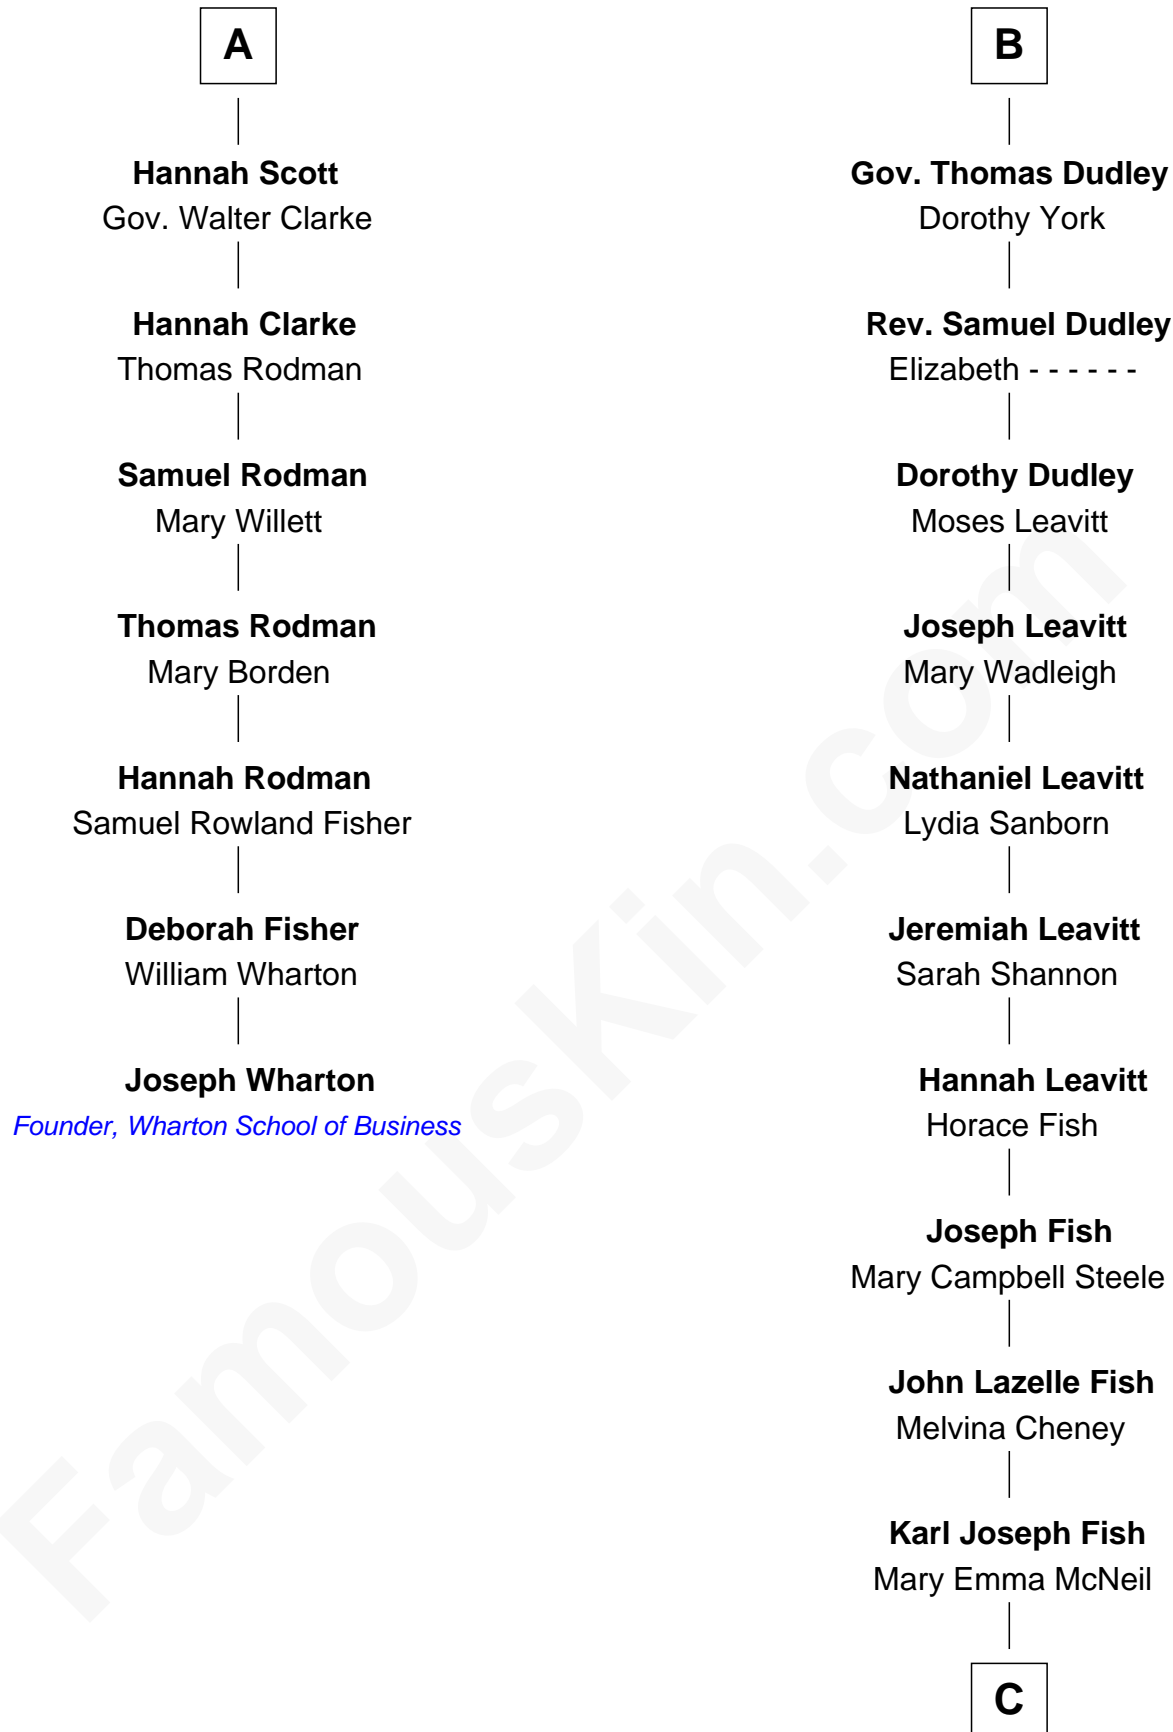 A
Hannah Scott
Gov. Walter Clarke
Hannah Clarke
Thomas Rodman
Samuel Rodman
Mary Willett
Thomas Rodman
Mary Borden
Hannah Rodman
Samuel Rowland Fisher
Deborah Fisher
William Wharton
Joseph Wharton
Founder, Wharton School of Business
B
Gov. Thomas Dudley
Dorothy York
Rev. Samuel Dudley
Elizabeth - - - - - -
Dorothy Dudley
Moses Leavitt
Joseph Leavitt
Mary Wadleigh
Nathaniel Leavitt
Lydia Sanborn
Jeremiah Leavitt
Sarah Shannon
Hannah Leavitt
Horace Fish
Joseph Fish
Mary Campbell Steele
John Lazelle Fish
Melvina Cheney
Karl Joseph Fish
Mary Emma McNeil
C
FamousKin.com